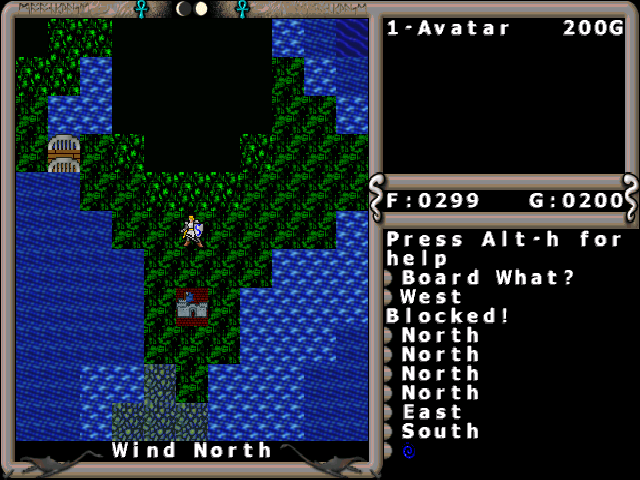 1-Avatar 200G
F:0299 G:0200
Press Alt-h for
help
Board What?
West
Blocked!
North
North
North
North
East
South
Wind North